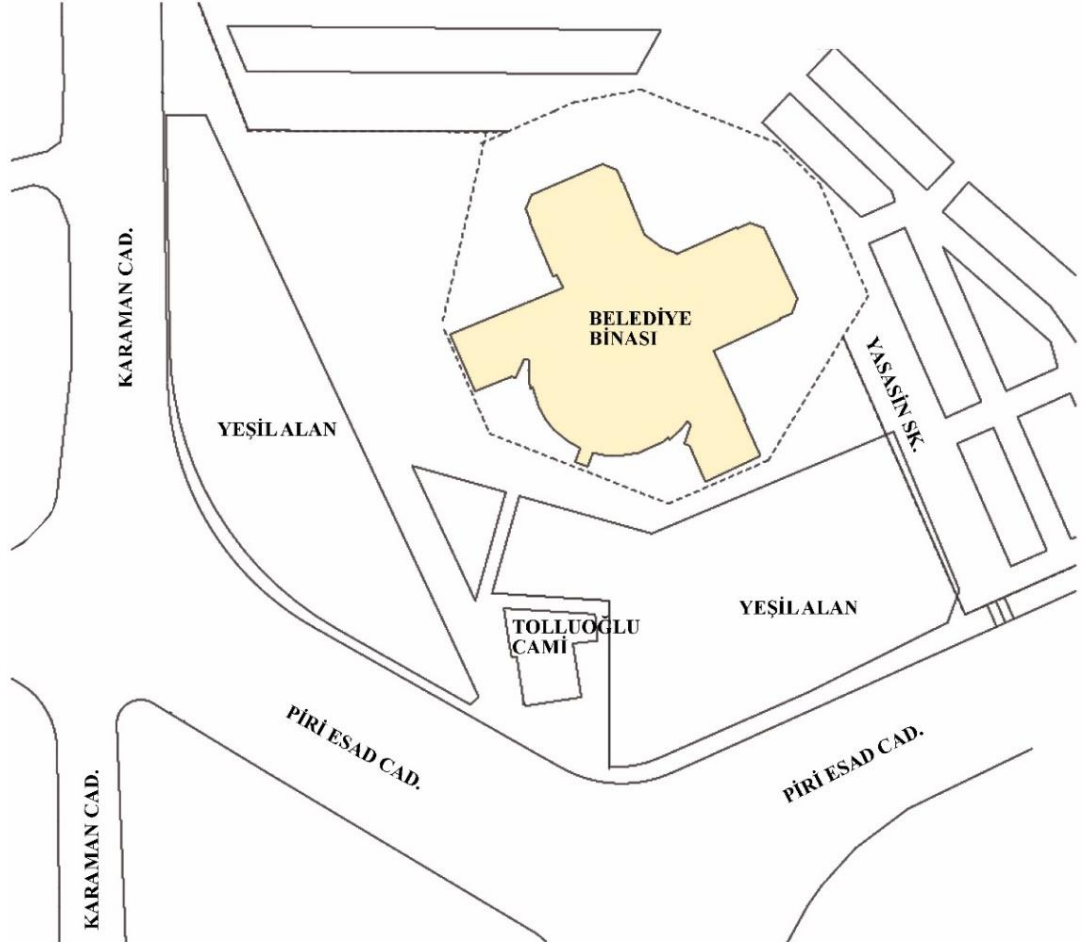 KARAMAN CAD.
BELEDİYE
BİNASI
YASASIN SK.
YEŞİL ALAN
TOLLUOĞLU
CAMİ
YEŞİL ALAN
PİRİ ESAD CAD.
PİRİ ESAD CAD.
KARAMAN CAD.